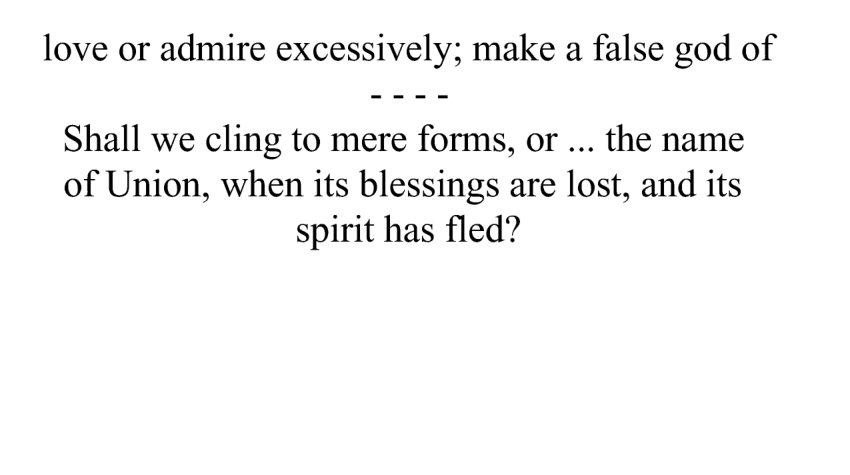 love or admire excessively; make a false god of
- - - -
Shall we cling to mere forms, or ... the name
of Union, when its blessings are lost, and its
spirit has fled?